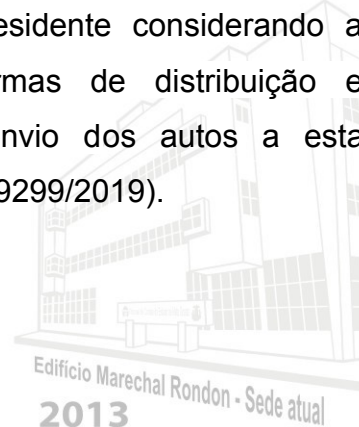 esidente considerando a
rmas de distribuição e
nvio dos autos a esta
9299/2019).
Edifício Marechal Rondon - Sede atual
2013